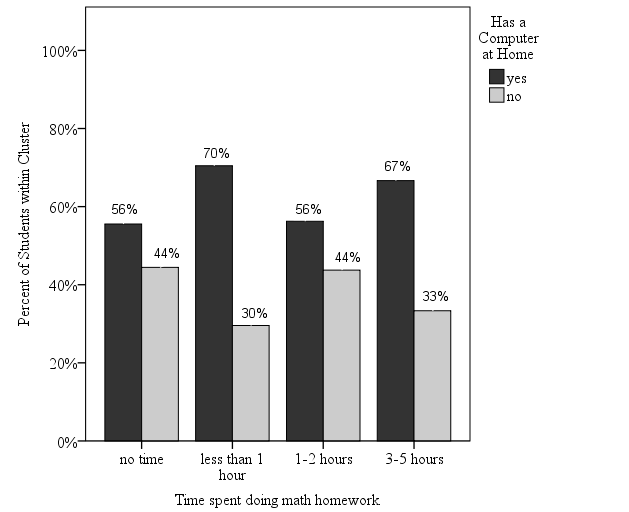 Has a
Computer
at Home
yes
no
Percent of Students within Cluster
100%
80%
60%
40%
20%
0%
56%
44%
70%
30%
56%
44%
67%
33%
no time
less than 1
hour
1-2 hours
3-5 hours
Time spent doing math homework